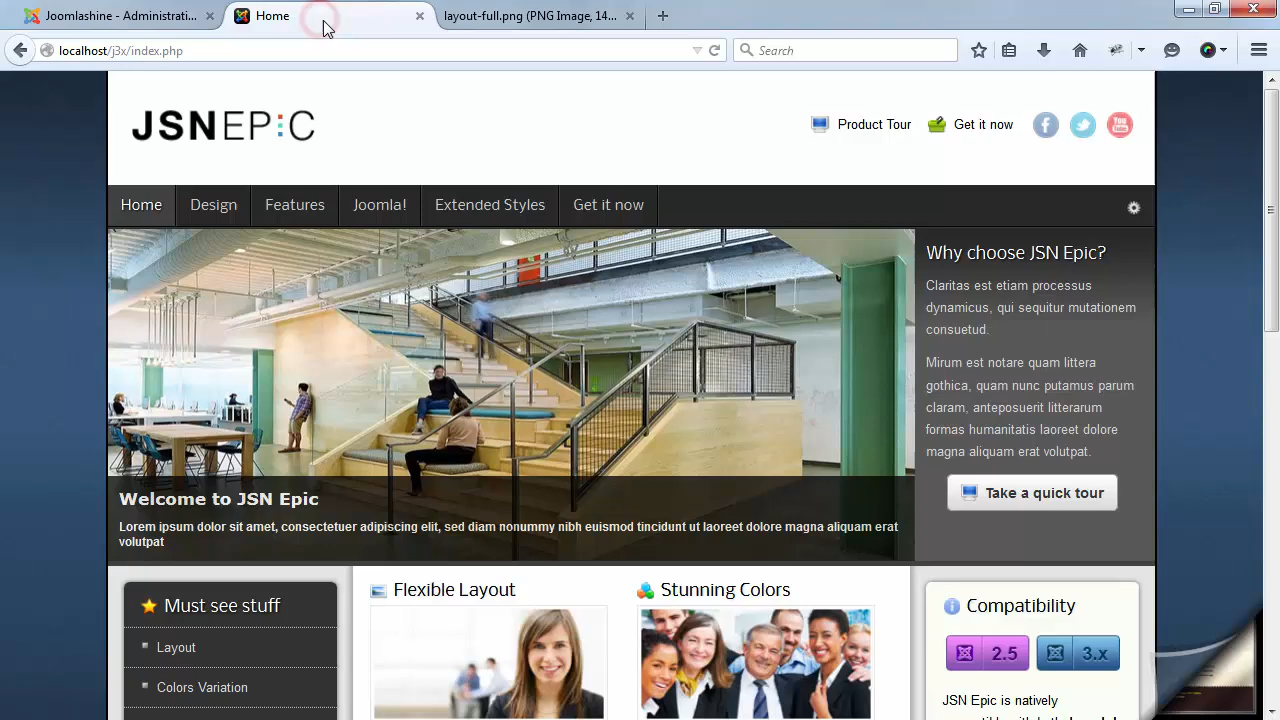 Joomlashine - Administrati...
Home
layout-full.png (PNG Image, 14...
localhost/j3x/index.php
Search
JSNEPIC
Product Tour
Get it now
You
Tube
Home
Design
Features
Joomla!
Extended Styles
Get it now
Why choose JSN Epic?
Claritas est etiam processus
dynamicus, qui sequitur mutationem
consuetud.
Mirum est notare quam littera
gothica, quam nunc putamus parum
claram, anteposuerit litterarum
formas humanitatis laoreet dolore
magna aliquam erat volutpat.
Take a quick tour
Welcome to JSN Epic
Lorem ipsum dolor sit amet, consectetuer adipiscing elit, sed diam nonummy nibh euismod tincidunt ut laoreet dolore magna aliquam erat
volutpat
Must see stuff
Layout
Colors Variation
Flexible Layout
Stunning Colors
Compatibility
2.5
3.x
JSN Epic is natively